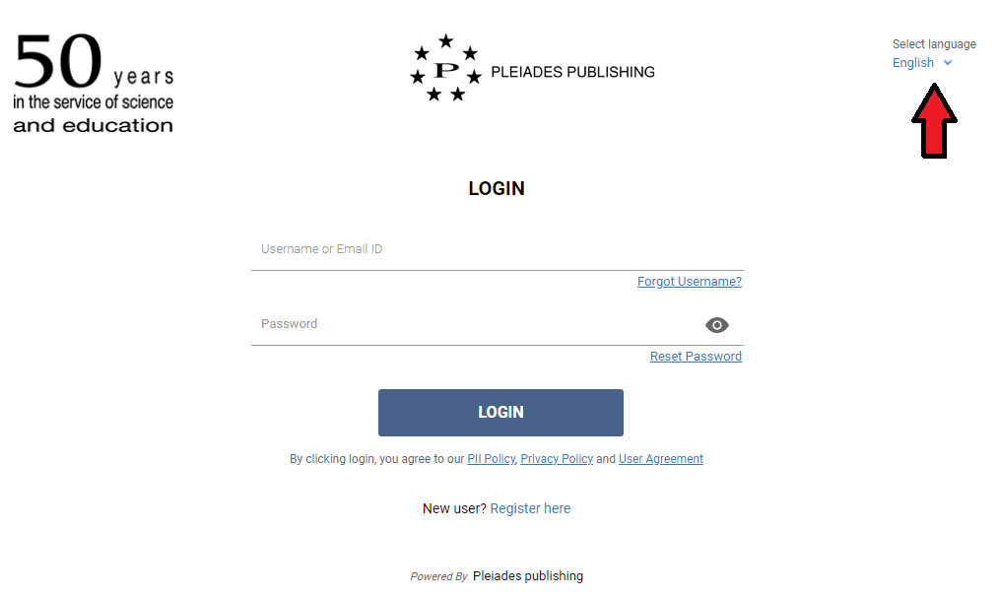 50 years
in the service of science
and education
P
PLEIADES PUBLISHING
Select language
English
LOGIN
Username or Email ID
Forgot Username?
Password
Reset Password
LOGIN
By clicking login, you agree to our PII Policy, Privacy Policy and User Agreement
New user? Register here
Powered By Pleiades publishing